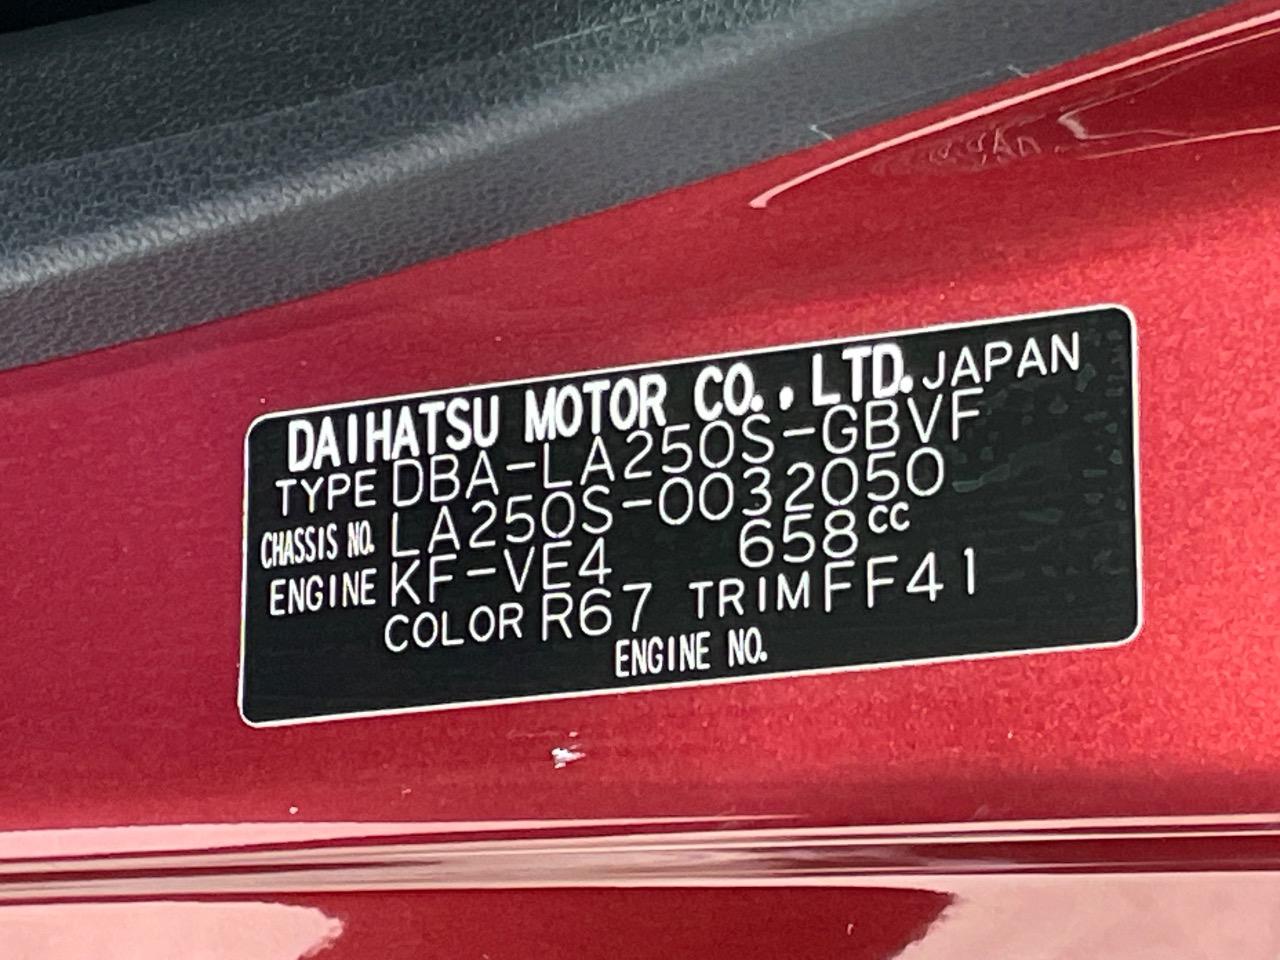 DAIHATSU MOTOR CO., LTD. JAPAN
TYPE DBA-LA250S-GBVF
CHASSIS NO. LA250S-0032050
ENGINE KF-VE4 658cc
COLOR R67 TRIM FF41
ENGINE NO.